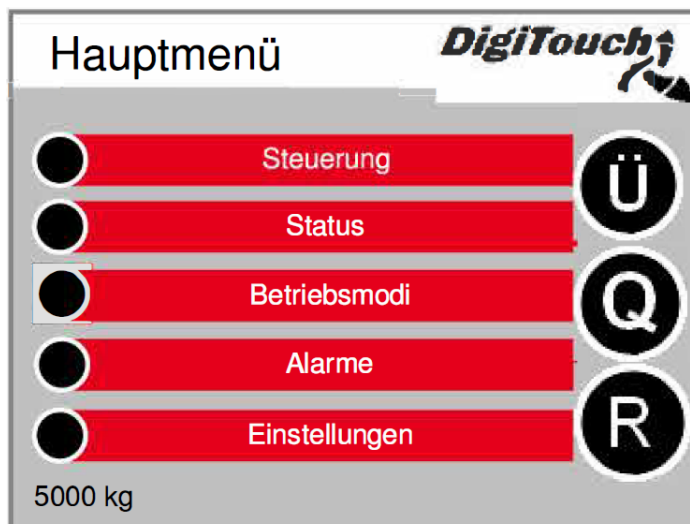 Hauptmenü
DigiTouch
Steuerung
Ü
Status
Betriebsmodi
Q
Alarme
R
Einstellungen
5000 kg